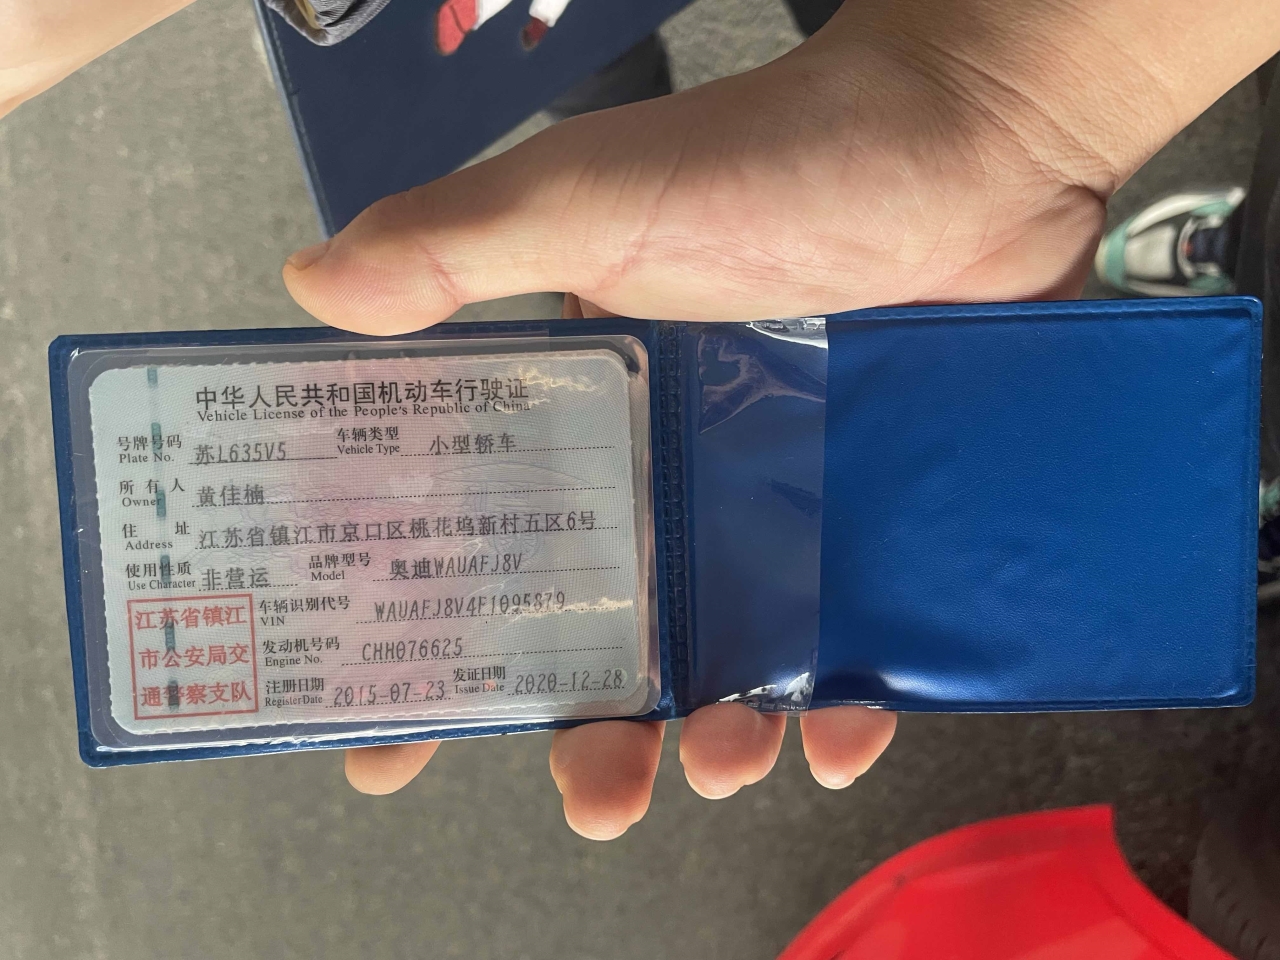 中华人民共和国机动车行驶证
Vehicle License of the People's Republic of China
号牌号码 苏L635V5 车辆类型 小型轿车
Plate No. Vehicle Type
所有人 黄佳楠
Owner
住址 江苏省镇江市京口区桃花坞新村五区6号
Address
使用性质 非营运 品牌型号 奥迪WAUAFJ8V
Use Character Model
车辆识别代号 WAUAFJ8V4F1095879
VIN
发动机号码 CHH076625
Engine No.
注册日期 2015-07-23 发证日期 2020-12-28
Register Date Issue Date
江苏省镇江
市公安局交
通警察支队